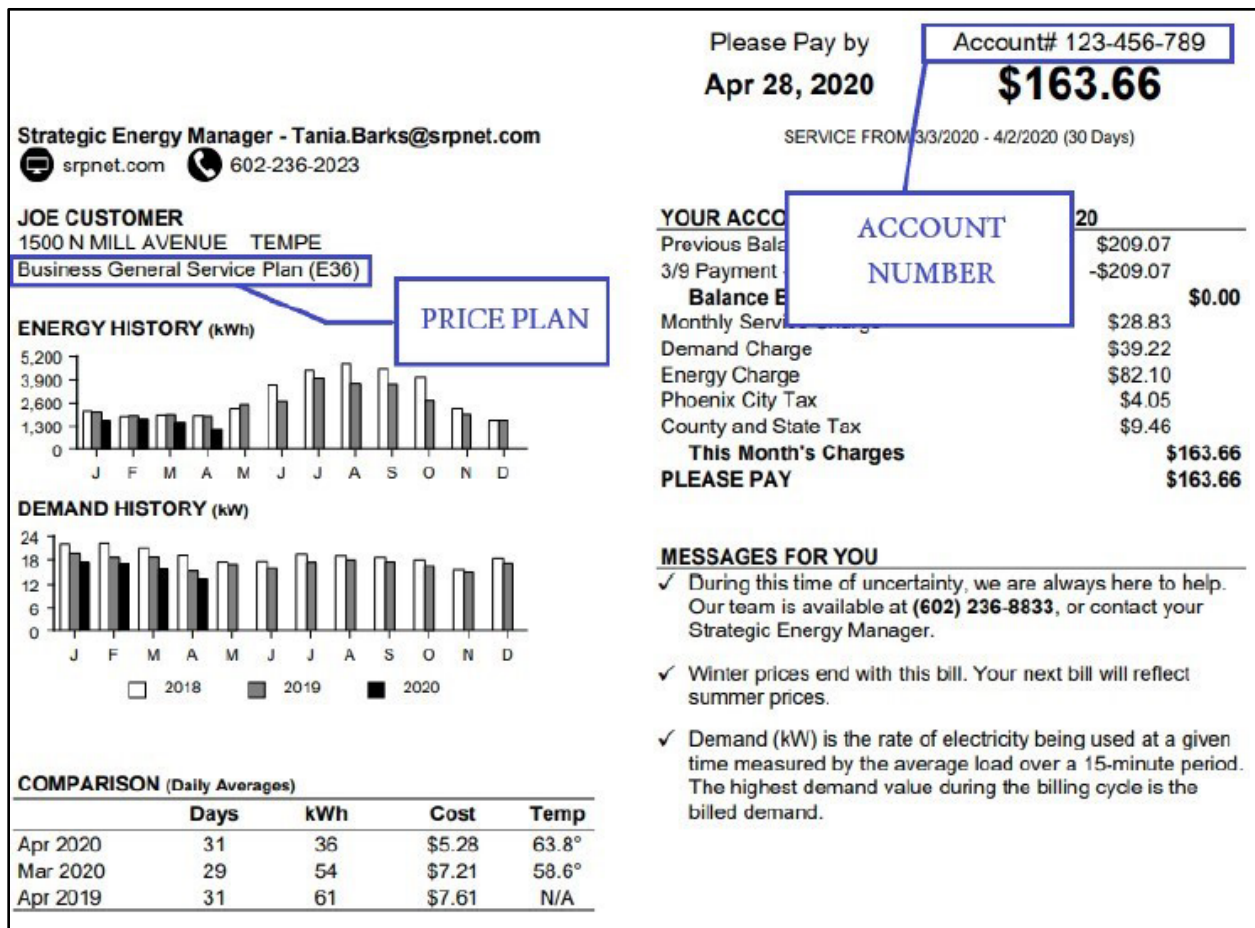 Please Pay by
Account# 123-456-789
Apr 28, 2020
$163.66
SERVICE FROM 3/3/2020 - 4/2/2020 (30 Days)
Strategic Energy Manager - Tania.Barks@srpnet.com
srpnet.com 602-236-2023
JOE CUSTOMER
1500 N MILL AVENUE TEMPE
Business General Service Plan (E36)
PRICE PLAN
ENERGY HISTORY (kWh)
5,200
3,900
2,600
1,300
0
J F M A M J J A S O N D
DEMAND HISTORY (kW)
24
18
12
6
0
J F M A M J J A S O N D
2018 2019 2020
COMPARISON (Daily Averages)
Days kWh Cost Temp
Apr 2020 31 36 $5.28 63.8°
Mar 2020 29 54 $7.21 58.6°
Apr 2019 31 61 $7.61 N/A
ACCOUNT
NUMBER
YOUR 20
Previous $209.07
3/9 Payment -$209.07
Balance $0.00
Monthly $28.83
Demand Charge $39.22
Energy Charge $82.10
Phoenix City Tax $4.05
County and State Tax $9.46
This Month's Charges $163.66
PLEASE PAY $163.66
MESSAGES FOR YOU
✓ During this time of uncertainty, we are always here to help.
Our team is available at (602) 236-8833, or contact your
Strategic Energy Manager.
✓ Winter prices end with this bill. Your next bill will reflect
summer prices.
✓ Demand (kW) is the rate of electricity being used at a given
time measured by the average load over a 15-minute period.
The highest demand value during the billing cycle is the
billed demand.